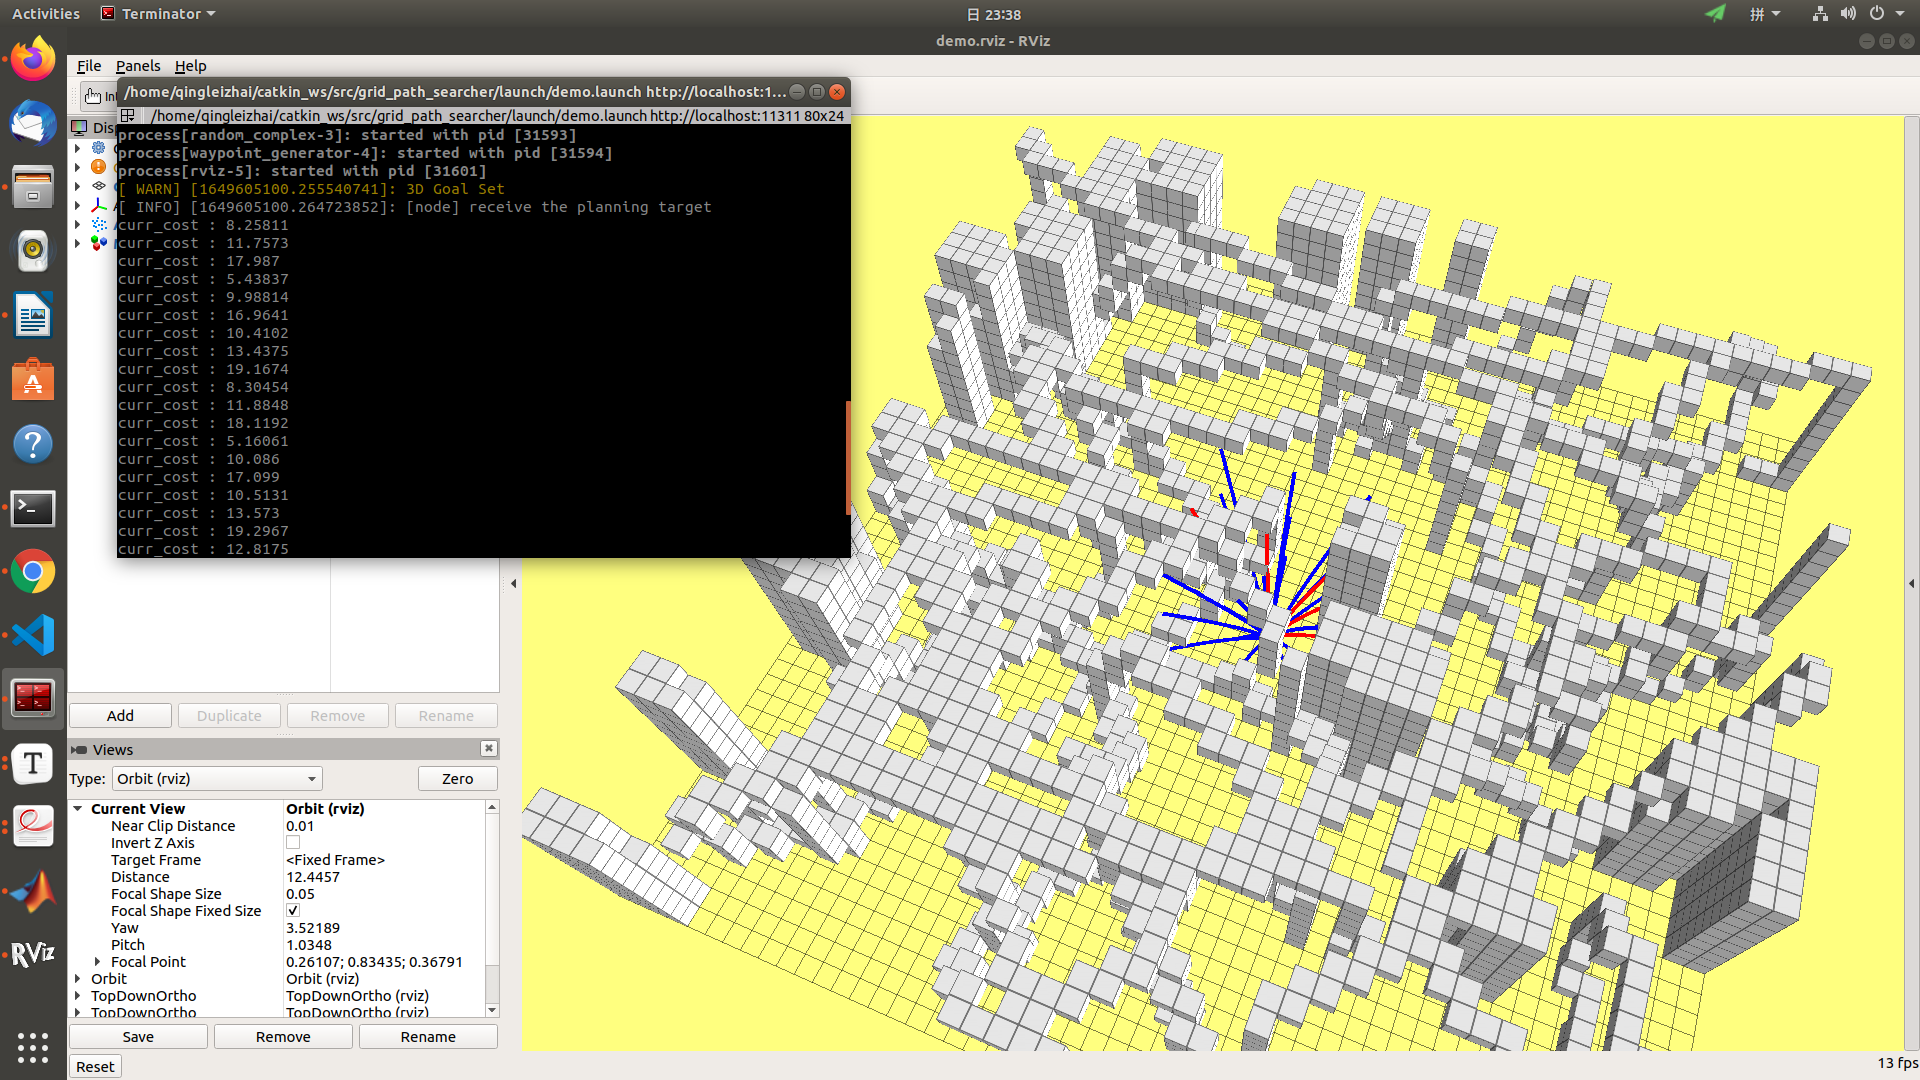 Activities
Terminator
日 23:38
拼
demo.rviz - RViz
File Panels Help
/home/qingleizhai/catkin_ws/src/grid_path_searcher/launch/demo.launch http://localhost:1...
/home/qingleizhai/catkin_ws/src/grid_path_searcher/launch/demo.launch http://localhost:11311 80x24
process[random_complex-3]: started with pid [31593]
process[waypoint_generator-4]: started with pid [31594]
process[rviz-5]: started with pid [31601]
[ WARN] [1649605100.255540741]: 3D Goal Set
[ INFO] [1649605100.264723852]: [node] receive the planning target
curr_cost : 8.25811
curr_cost : 11.7573
curr_cost : 17.987
curr_cost : 5.43837
curr_cost : 9.98814
curr_cost : 16.9641
curr_cost : 10.4102
curr_cost : 13.4375
curr_cost : 19.1674
curr_cost : 8.30454
curr_cost : 11.8848
curr_cost : 18.1192
curr_cost : 5.16061
curr_cost : 10.086
curr_cost : 17.099
curr_cost : 10.5131
curr_cost : 13.573
curr_cost : 19.2967
curr_cost : 12.8175
Add Duplicate Remove Rename
Views
Type: Orbit (rviz) Zero
Current View Orbit (rviz)
Near Clip Distance 0.01
Invert Z Axis
Target Frame <Fixed Frame>
Distance 12.4457
Focal Shape Size 0.05
Focal Shape Fixed Size
Yaw 3.52189
Pitch 1.0348
Focal Point 0.26107; 0.83435; 0.36791
Orbit Orbit (rviz)
TopDownOrtho TopDownOrtho (rviz)
TopDownOrtho TopDownOrtho (rviz)
Save Remove Rename
Reset
13 fps
RViz